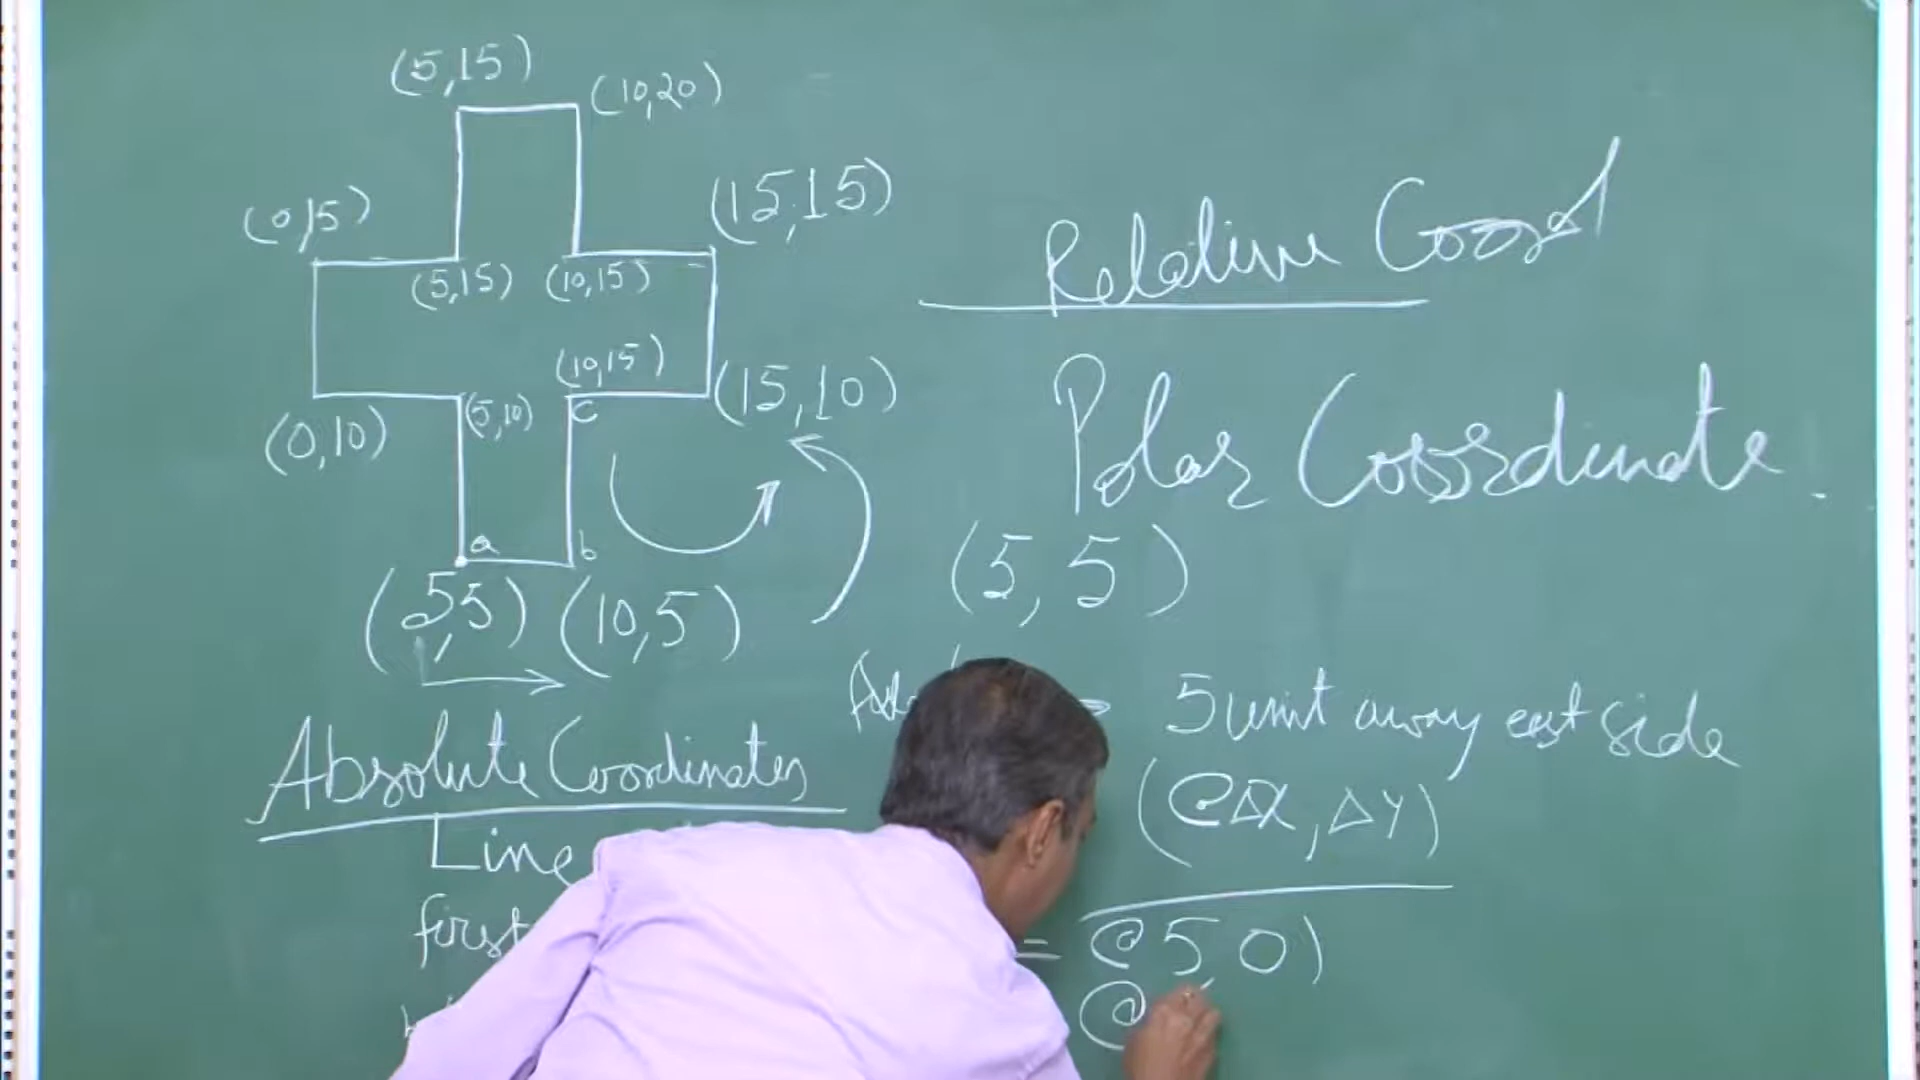 (5,15)
(10,20)
(15,15)
(0,15)
(5,15)
(10,15)
(10,15)
(15,10)
(5,10)
c
(0,10)
a
b
(5,5)
(10,5)
Absolute Coordinates
Line
first
Relative Coord
Polar Coordinate.
(5,5)
5 unit away east side
(@ΔX, ΔY)
= @5,0)
@